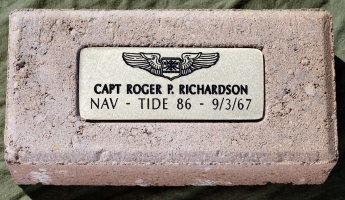 CAPT ROGER P. RICHARDSON
NAV - TIDE 86 - 9/3/67